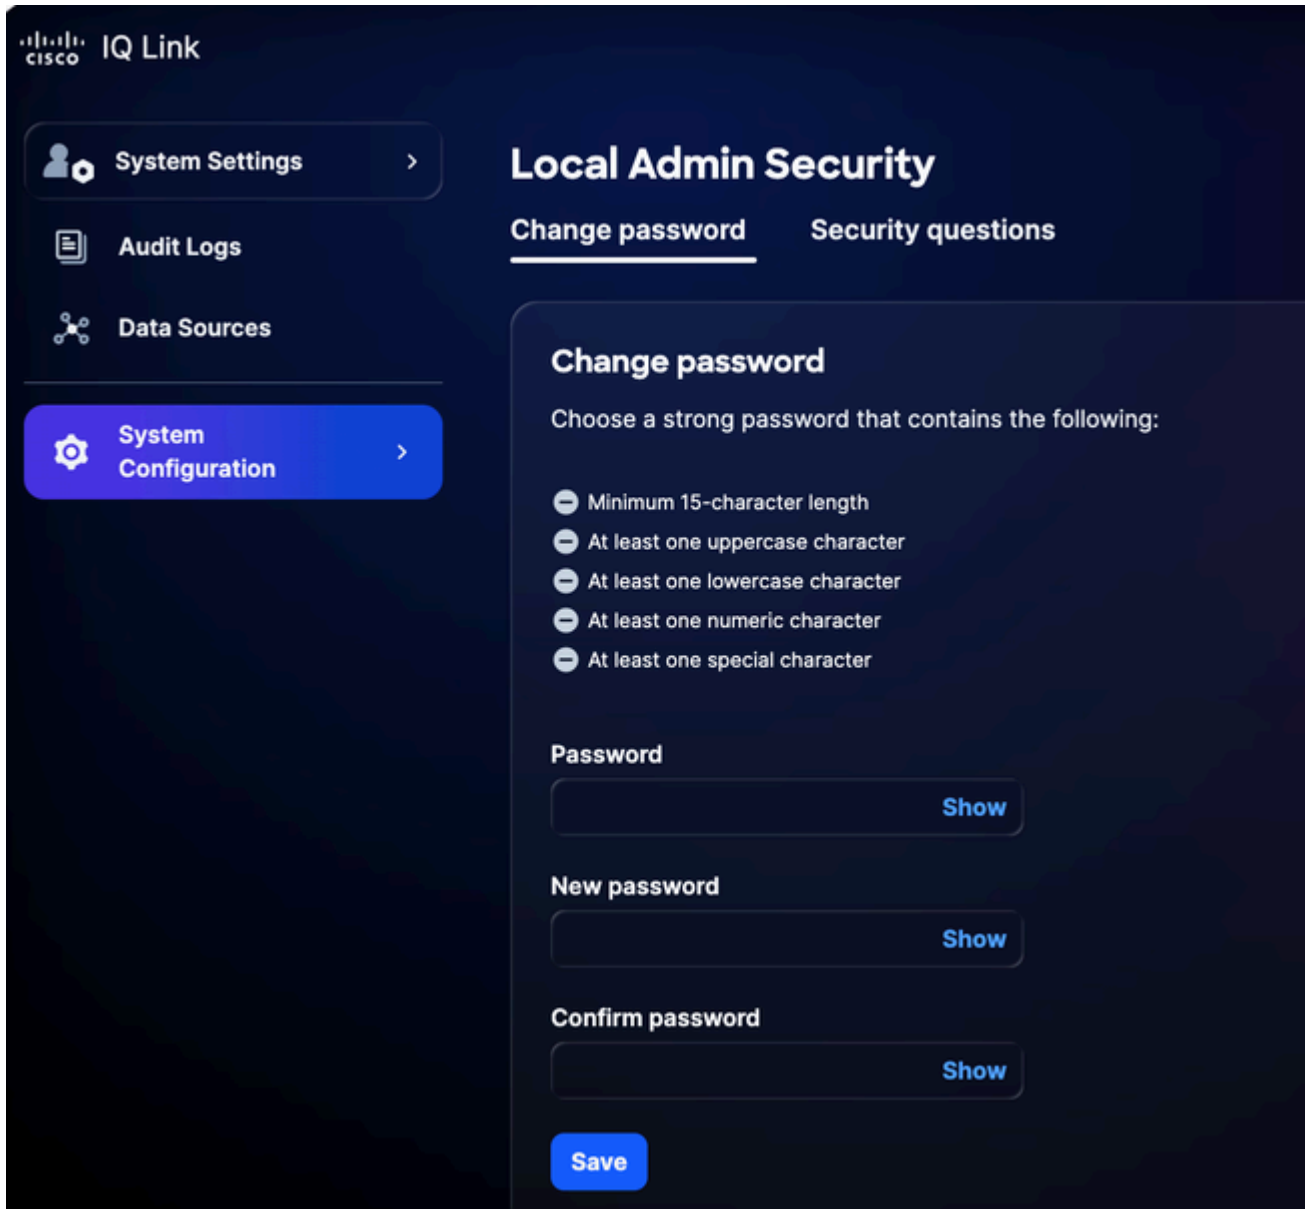 cisco IQ Link
System Settings
Audit Logs
Data Sources
System
Configuration
Local Admin Security
Change password Security questions
Change password
Choose a strong password that contains the following:
Minimum 15-character length
At least one uppercase character
At least one lowercase character
At least one numeric character
At least one special character
Password
Show
New password
Show
Confirm password
Show
Save